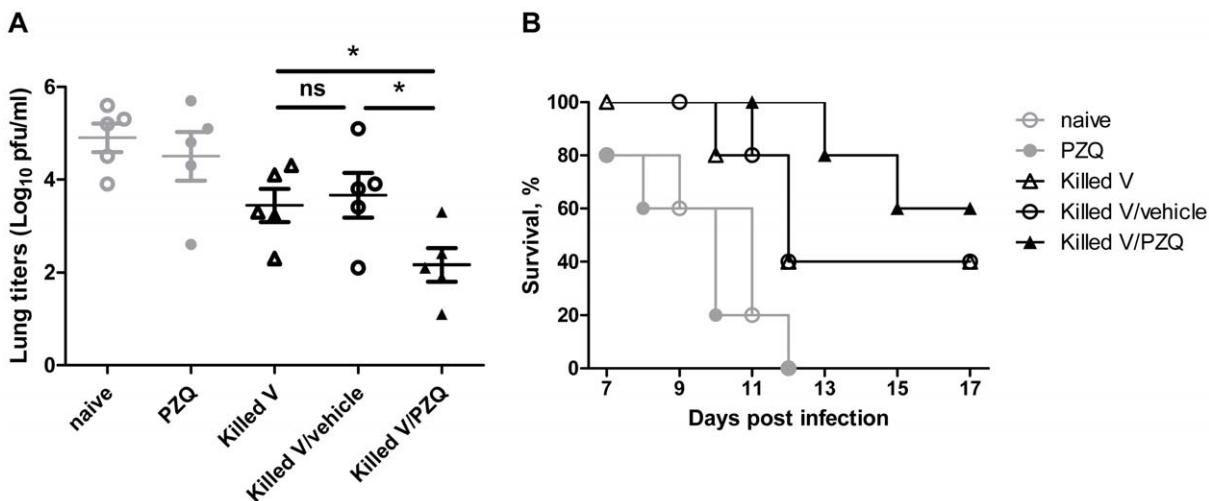 A
Lung titers (Log10 pfu/ml)
6
4
2
0
*
ns
*
naive
PZQ
Killed V
Killed V/vehicle
Killed V/PZQ
B
Survival, %
100
80
60
40
20
0
7
9
11
13
15
17
Days post infection
naive
PZQ
Killed V
Killed V/vehicle
Killed V/PZQ